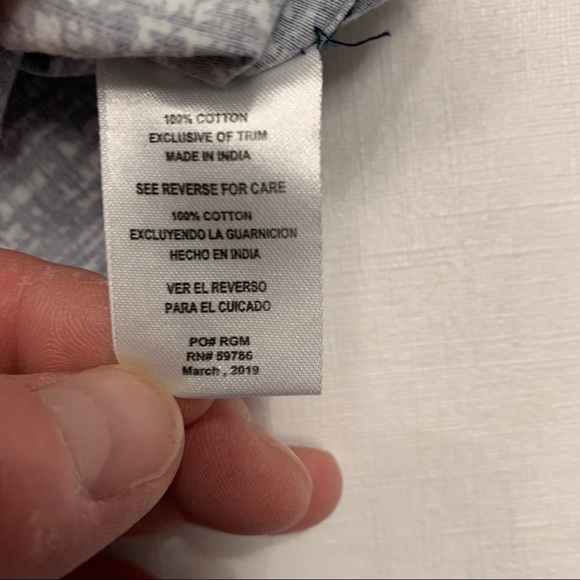 100% COTTON
EXCLUSIVE OF TRIM
MADE IN INDIA
SEE REVERSE FOR CARE
100% COTTON
EXCLUYENDO LA GUARNICION
HECHO EN INDIA
VER EL REVERSO
PARA EL CUICADO
PO# RGM
RN# 59786
March , 2019